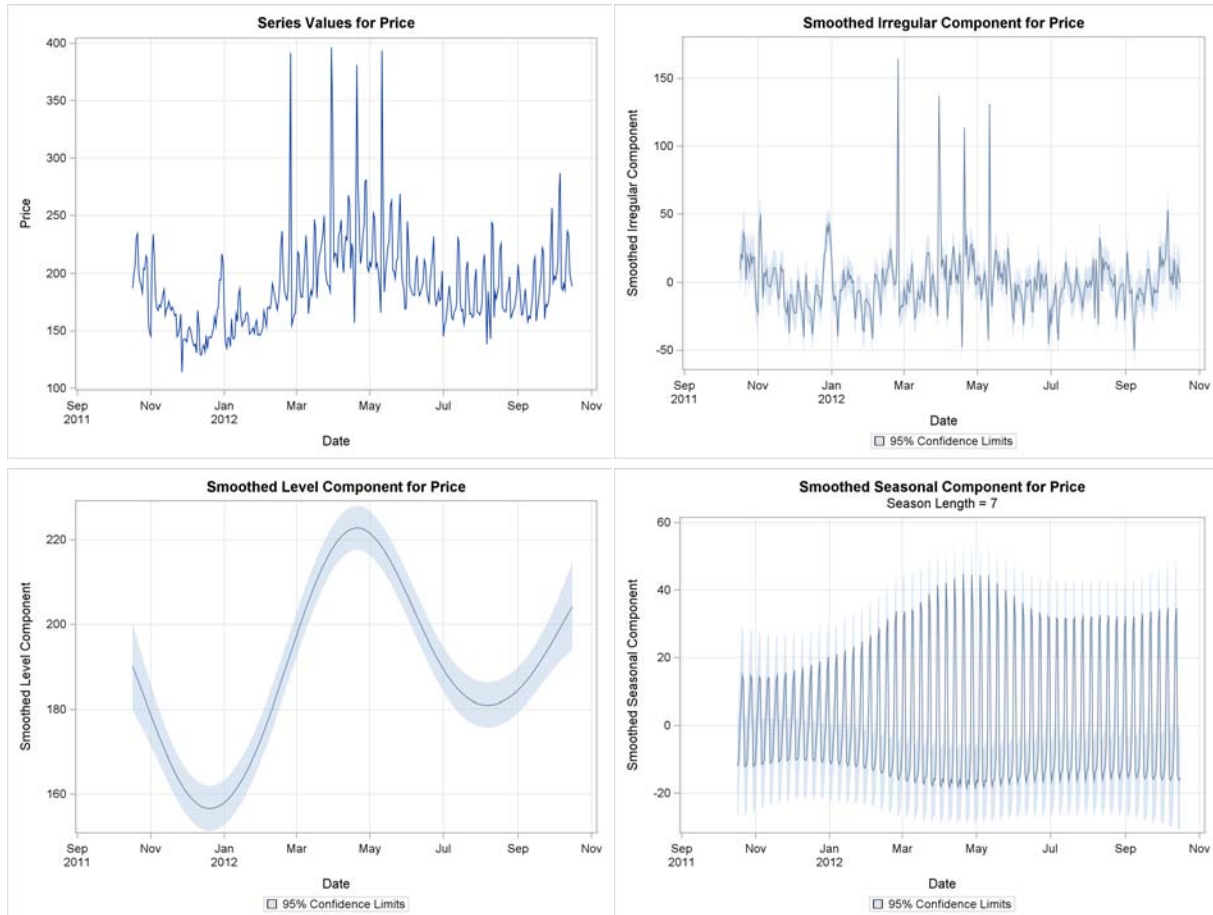 Series Values for Price
400
350
300
250
200
150
100
Price
Sep
2011
Nov
Jan
2012
Mar
May
Jul
Sep
Nov
Date
Smoothed Irregular Component for Price
150
100
50
0
-50
Smoothed Irregular Component
Sep
2011
Nov
Jan
2012
Mar
May
Jul
Sep
Nov
Date
95% Confidence Limits
Smoothed Level Component for Price
220
200
180
160
Smoothed Level Component
Sep
2011
Nov
Jan
2012
Mar
May
Jul
Sep
Nov
Date
95% Confidence Limits
Smoothed Seasonal Component for Price
Season Length = 7
60
40
20
0
-20
Smoothed Seasonal Component
Sep
2011
Nov
Jan
2012
Mar
May
Jul
Sep
Nov
Date
95% Confidence Limits